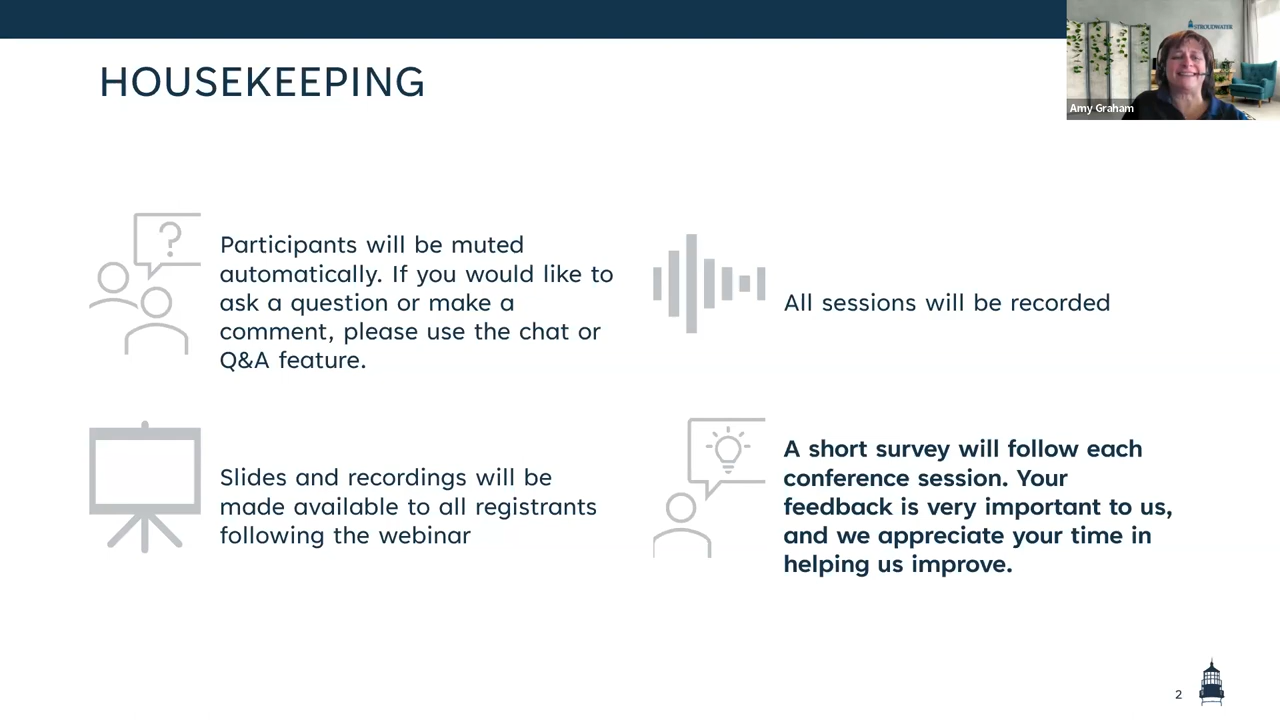 STROUDWATER
Amy Graham
HOUSEKEEPING
?
Participants will be muted
automatically. If you would like to
ask a question or make a
comment, please use the chat or
Q&A feature.
All sessions will be recorded
Slides and recordings will be
made available to all registrants
following the webinar
A short survey will follow each
conference session. Your
feedback is very important to us,
and we appreciate your time in
helping us improve.
2